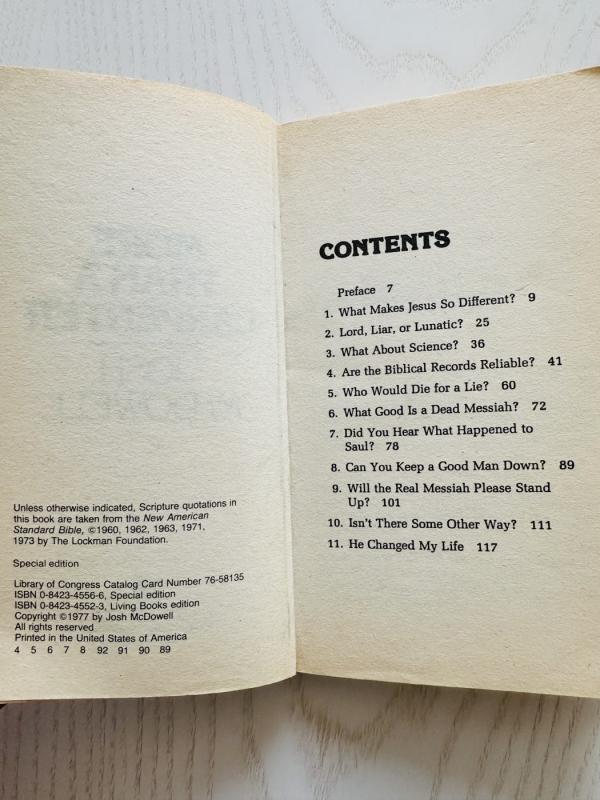 Unless otherwise indicated, Scripture quotations in
this book are taken from the New American
Standard Bible, ©1960, 1962, 1963, 1971,
1973 by The Lockman Foundation.
Special edition
Library of Congress Catalog Card Number 76-58135
ISBN 0-8423-4556-6, Special edition
ISBN 0-8423-4552-3, Living Books edition
Copyright ©1977 by Josh McDowell
All rights reserved
Printed in the United States of America
4 5 6 7 8 92 91 90 89
CONTENTS
Preface 7
1. What Makes Jesus So Different? 9
2. Lord, Liar, or Lunatic? 25
3. What About Science? 36
4. Are the Biblical Records Reliable? 41
5. Who Would Die for a Lie? 60
6. What Good Is a Dead Messiah? 72
7. Did You Hear What Happened to
Saul? 78
8. Can You Keep a Good Man Down? 89
9. Will the Real Messiah Please Stand
Up? 101
10. Isn't There Some Other Way? 111
11. He Changed My Life 117